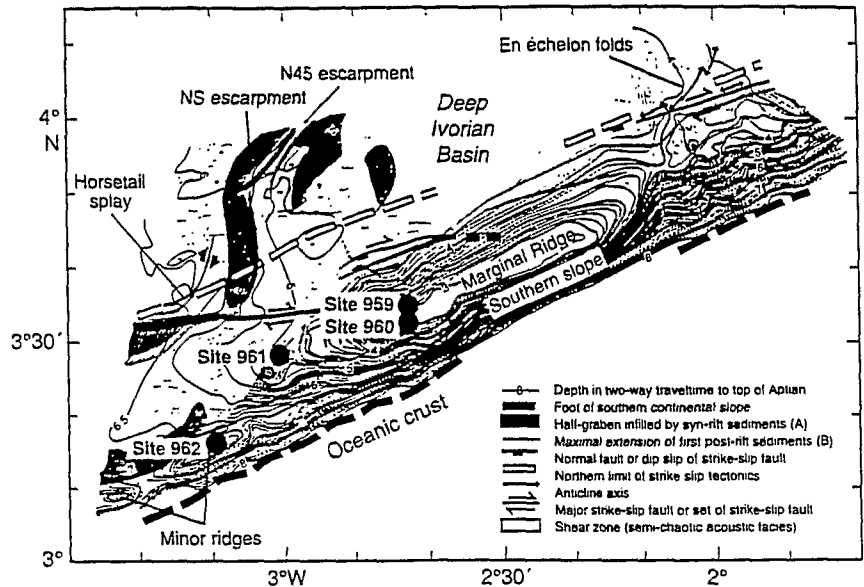 En échelon folds
N45 escarpment
NS escarpment
Deep
Ivorian
Basin
4°
N
Horsetail
splay
Marginal Ridge
Southern slope
Site 959
Site 960
3°30´
Site 961
6.5
Site 962
Oceanic crust
Minor ridges
8 Depth in two-way traveltime to top of Aptian
Foot of southern continental slope
Half-graben infilled by syn-rift sediments (A)
Maximal extension of first post-rift sediments (B)
Normal fault or dip slip of strike-slip fault
Northern limit of strike slip tectonics
Anticline axis
Major strike-slip fault or set of strike-slip fault
Shear zone (semi-chaotic acoustic facies)
3°
3°W
2°30´
2°